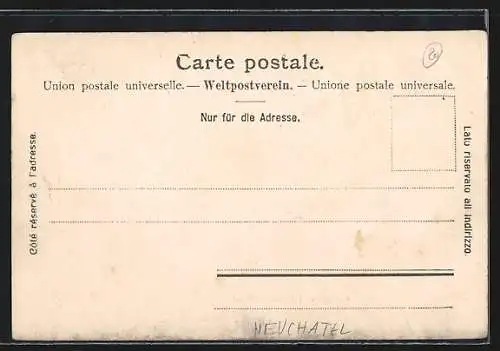 Carte postale.
Union postale universelle. — Weltpostverein. — Unione postale universale.
Nur für die Adresse.
Côté réservé à l'adresse.
Lato riservato all indirizzo.
NEUCHATEL